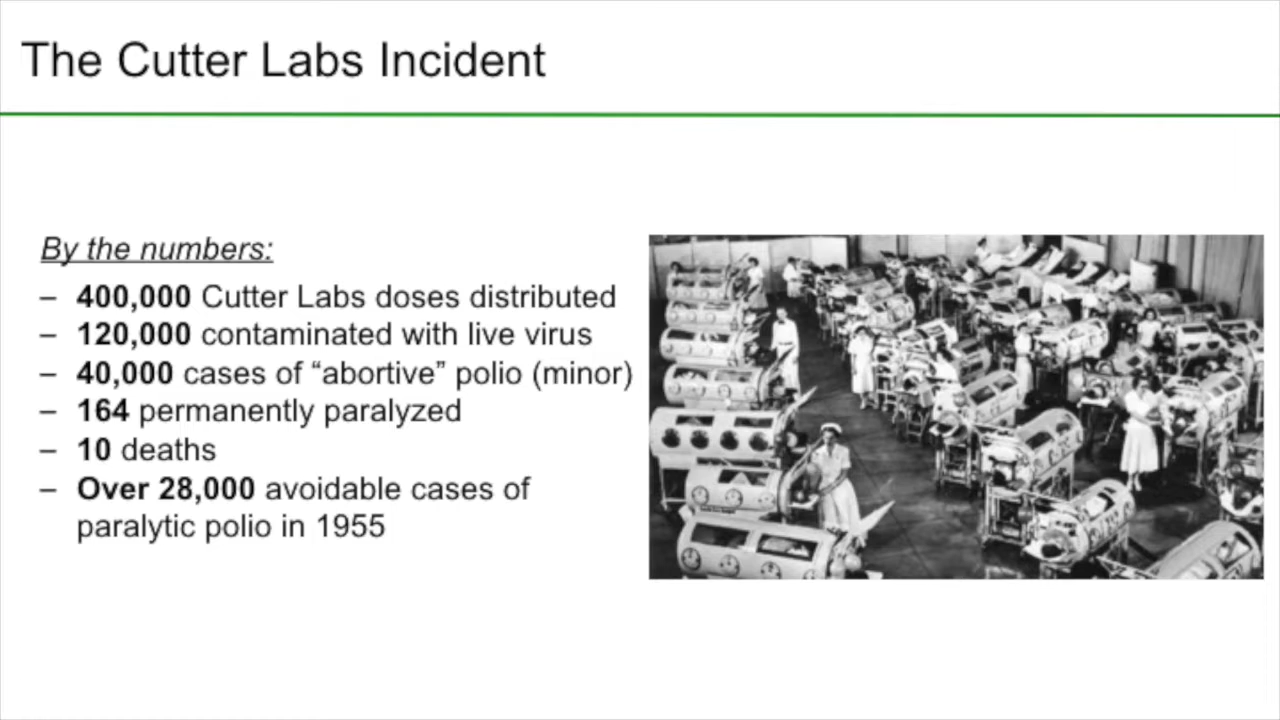 The Cutter Labs Incident
By the numbers:
– 400,000 Cutter Labs doses distributed
– 120,000 contaminated with live virus
– 40,000 cases of “abortive” polio (minor)
– 164 permanently paralyzed
– 10 deaths
– Over 28,000 avoidable cases of
paralytic polio in 1955